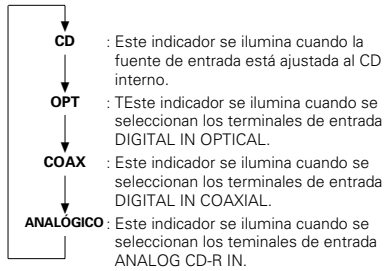 CD : Este indicador se ilumina cuando la
fuente de entrada está ajustada al CD
interno.
OPT : TEste indicador se ilumina cuando se
seleccionan los terminales de entrada
DIGITAL IN OPTICAL.
COAX : Este indicador se ilumina cuando se
seleccionan los terminales de entrada
DIGITAL IN COAXIAL.
ANALÓGICO : Este indicador se ilumina cuando se
seleccionan los teminales de entrada
ANALOG CD-R IN.